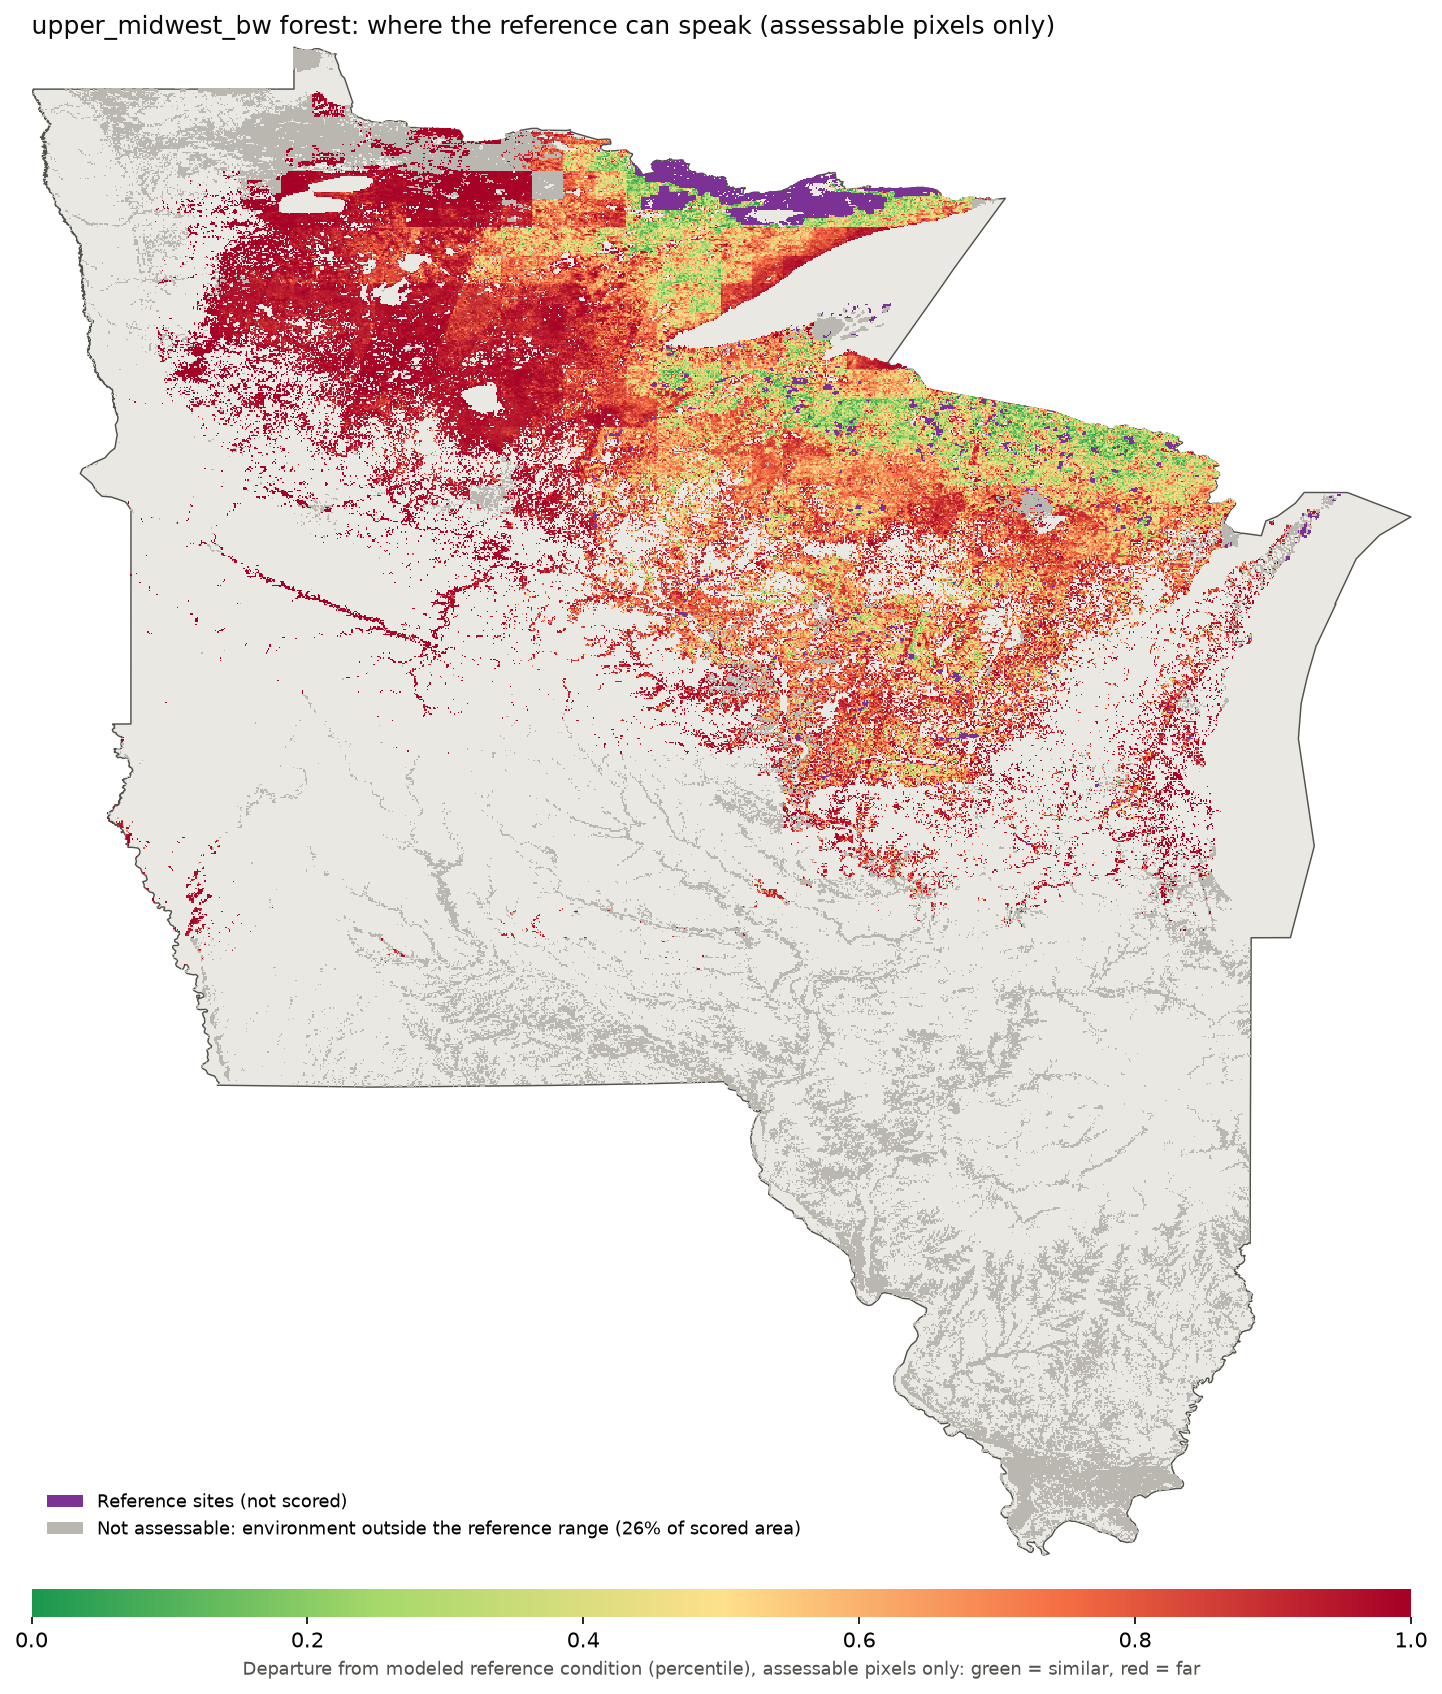 upper_midwest_bw forest: where the reference can speak (assessable pixels only)
Reference sites (not scored)
Not assessable: environment outside the reference range (26% of scored area)
0.0 0.2 0.4 0.6 0.8 1.0
Departure from modeled reference condition (percentile), assessable pixels only: green = similar, red = far